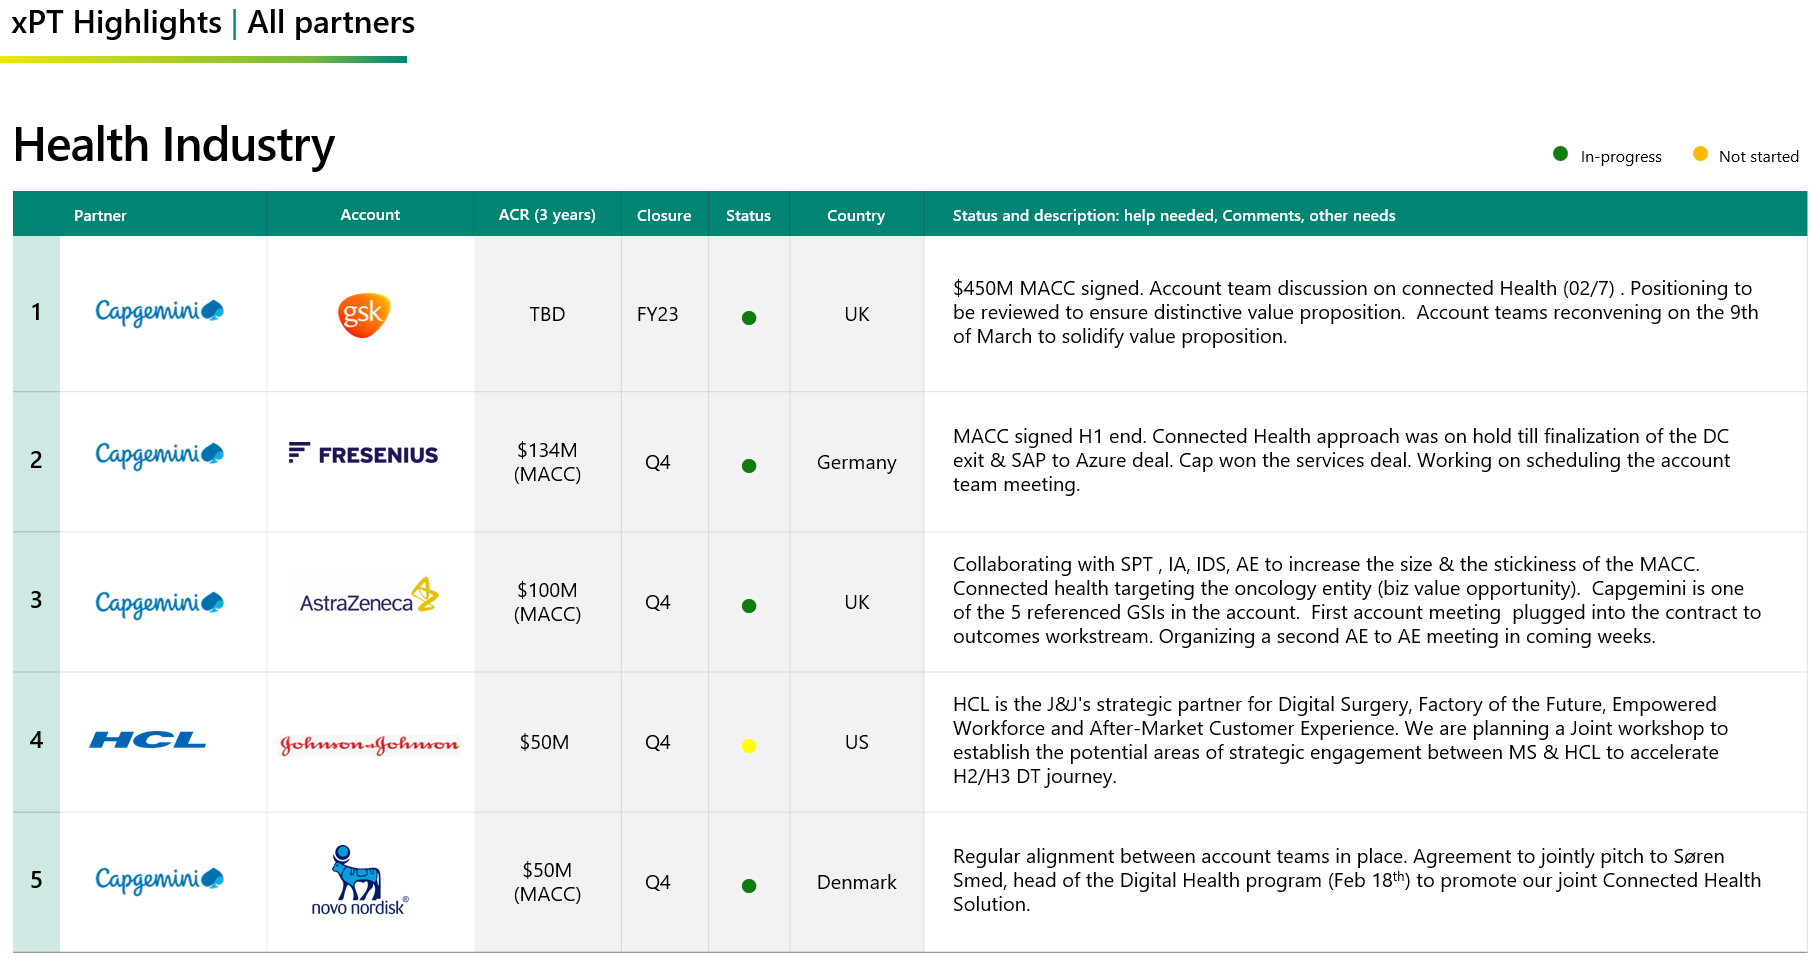 xPT Highlights | All partners
Health Industry
In-progress
Not started
Partner
Account
ACR (3 years)
Closure
Status
Country
Status and description: help needed, Comments, other needs
1
Capgemini
gsk
TBD
FY23
UK
$450M MACC signed. Account team discussion on connected Health (02/7) . Positioning to
be reviewed to ensure distinctive value proposition.  Account teams reconvening on the 9th
of March to solidify value proposition.
2
Capgemini
FRESENIUS
$134M
(MACC)
Q4
Germany
MACC signed H1 end. Connected Health approach was on hold till finalization of the DC
exit & SAP to Azure deal. Cap won the services deal. Working on scheduling the account
team meeting.
3
Capgemini
AstraZeneca
$100M
(MACC)
Q4
UK
Collaborating with SPT , IA, IDS, AE to increase the size & the stickiness of the MACC.
Connected health targeting the oncology entity (biz value opportunity).  Capgemini is one
of the 5 referenced GSIs in the account.  First account meeting  plugged into the contract to
outcomes workstream. Organizing a second AE to AE meeting in coming weeks.
4
HCL
Johnson & Johnson
$50M
Q4
US
HCL is the J&J's strategic partner for Digital Surgery, Factory of the Future, Empowered
Workforce and After-Market Customer Experience. We are planning a Joint workshop to
establish the potential areas of strategic engagement between MS & HCL to accelerate
H2/H3 DT journey.
5
Capgemini
novo nordisk®
$50M
(MACC)
Q4
Denmark
Regular alignment between account teams in place. Agreement to jointly pitch to Søren
Smed, head of the Digital Health program (Feb 18th) to promote our joint Connected Health
Solution.